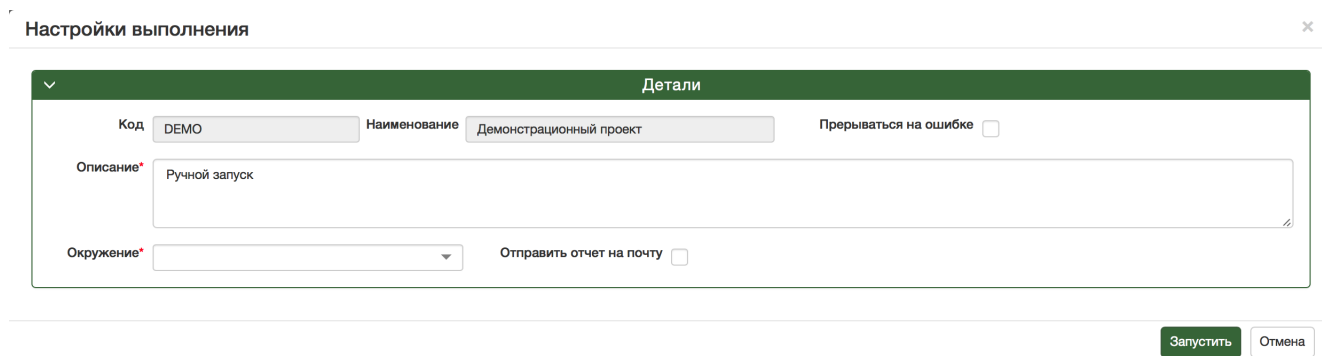 Настройки выполнения ×
Детали
Код DEMO Наименование Демонстрационный проект Прерываться на ошибке
Описание* Ручной запуск
Окружение* Отправить отчет на почту
Запустить Отмена